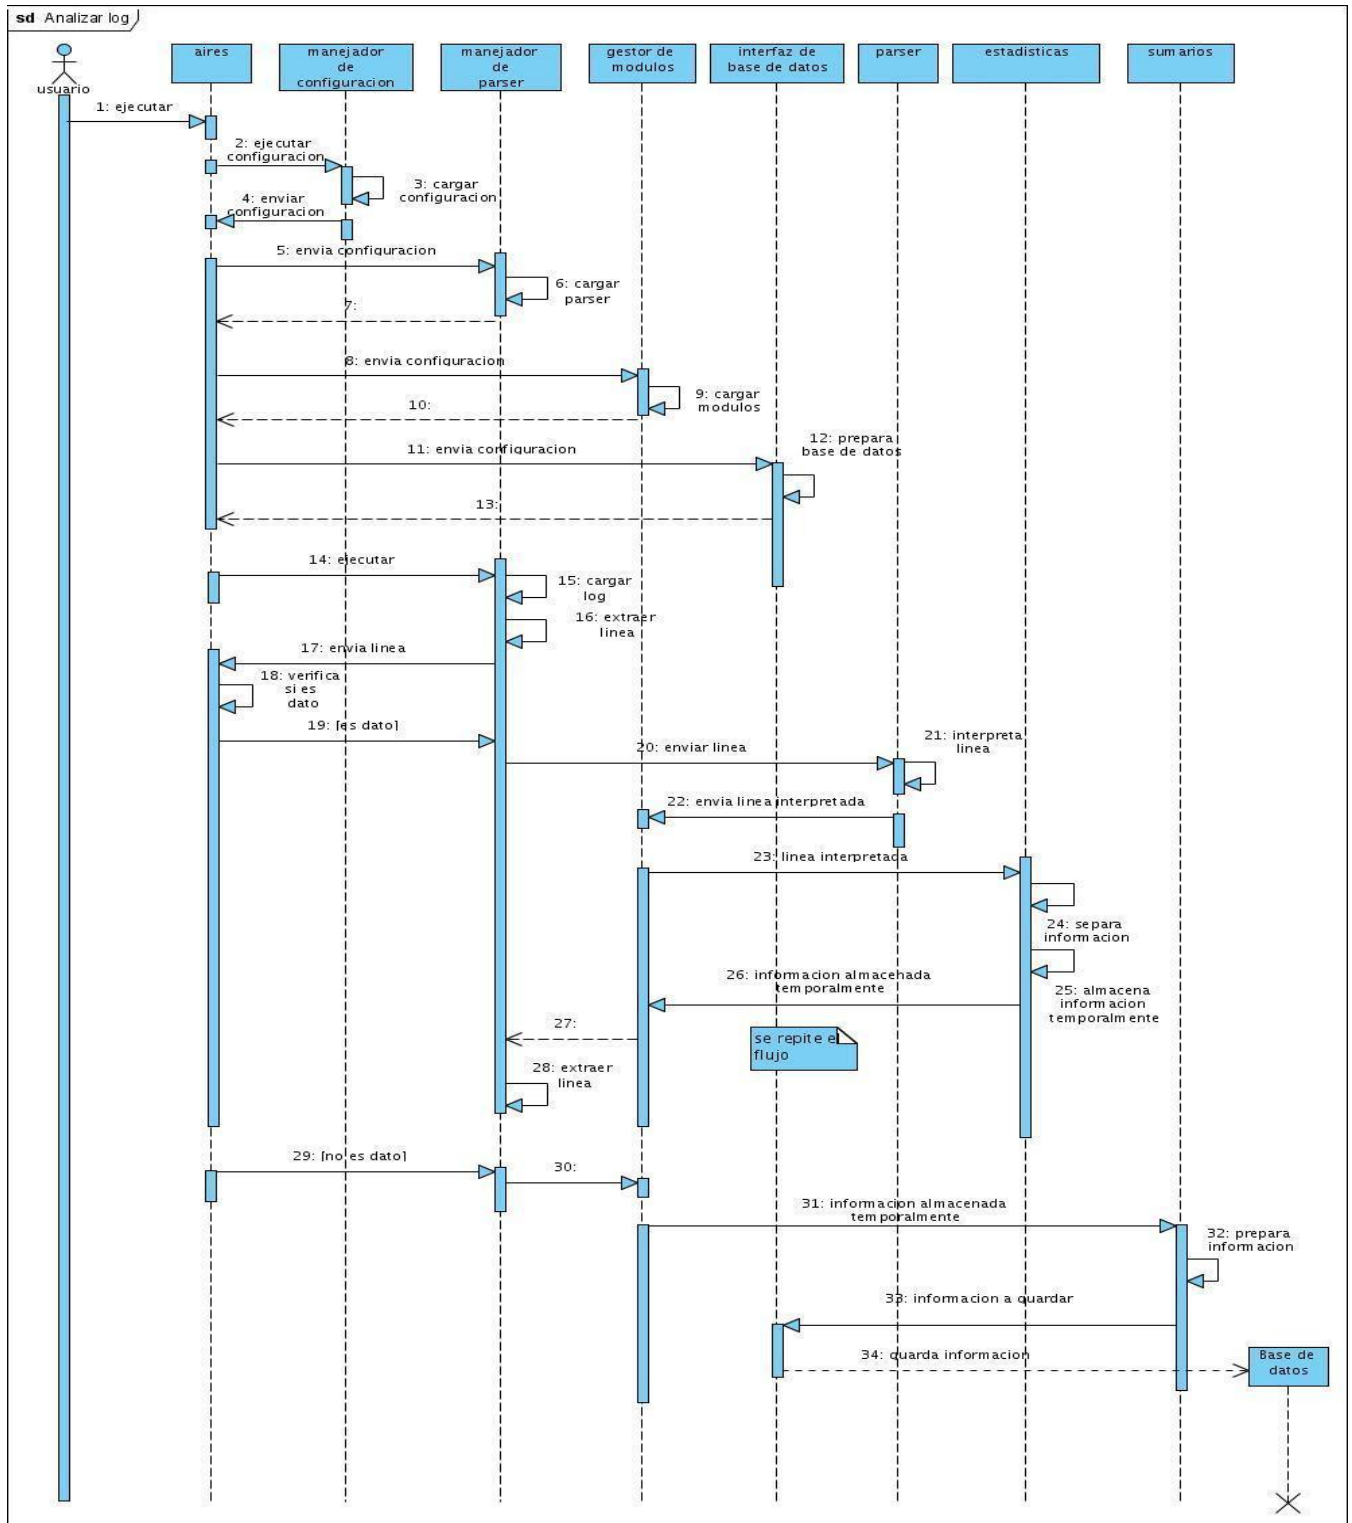 sd Analizar log
usuario
aires
manejador
de
configuracion
manejador
de
parser
gestor de
modulos
interfaz de
base de datos
parser
estadisticas
sumarios
1: ejecutar
2: ejecutar
configuracion
3: cargar
configuracion
4: enviar
configuracion
5: envia configuracion
6: cargar
parser
7:
8: envia configuracion
9: cargar
modulos
10:
11: envia configuracion
12: prepara
base de datos
13:
14: ejecutar
15: cargar
log
16: extraer
linea
17: envia linea
18: verifica
si es
dato
19: [es dato]
20: enviar linea
21: interpreta
linea
22: envia linea interpretada
23: linea interpretada
24: separa
informacion
25: almacena
informacion
temporalmente
26: informacion almacenada
temporalmente
27:
se repite el
flujo
28: extraer
linea
29: [no es dato]
30:
31: informacion almacenada
temporalmente
32: prepara
informacion
33: informacion a guardar
34: guarda informacion
Base de
datos